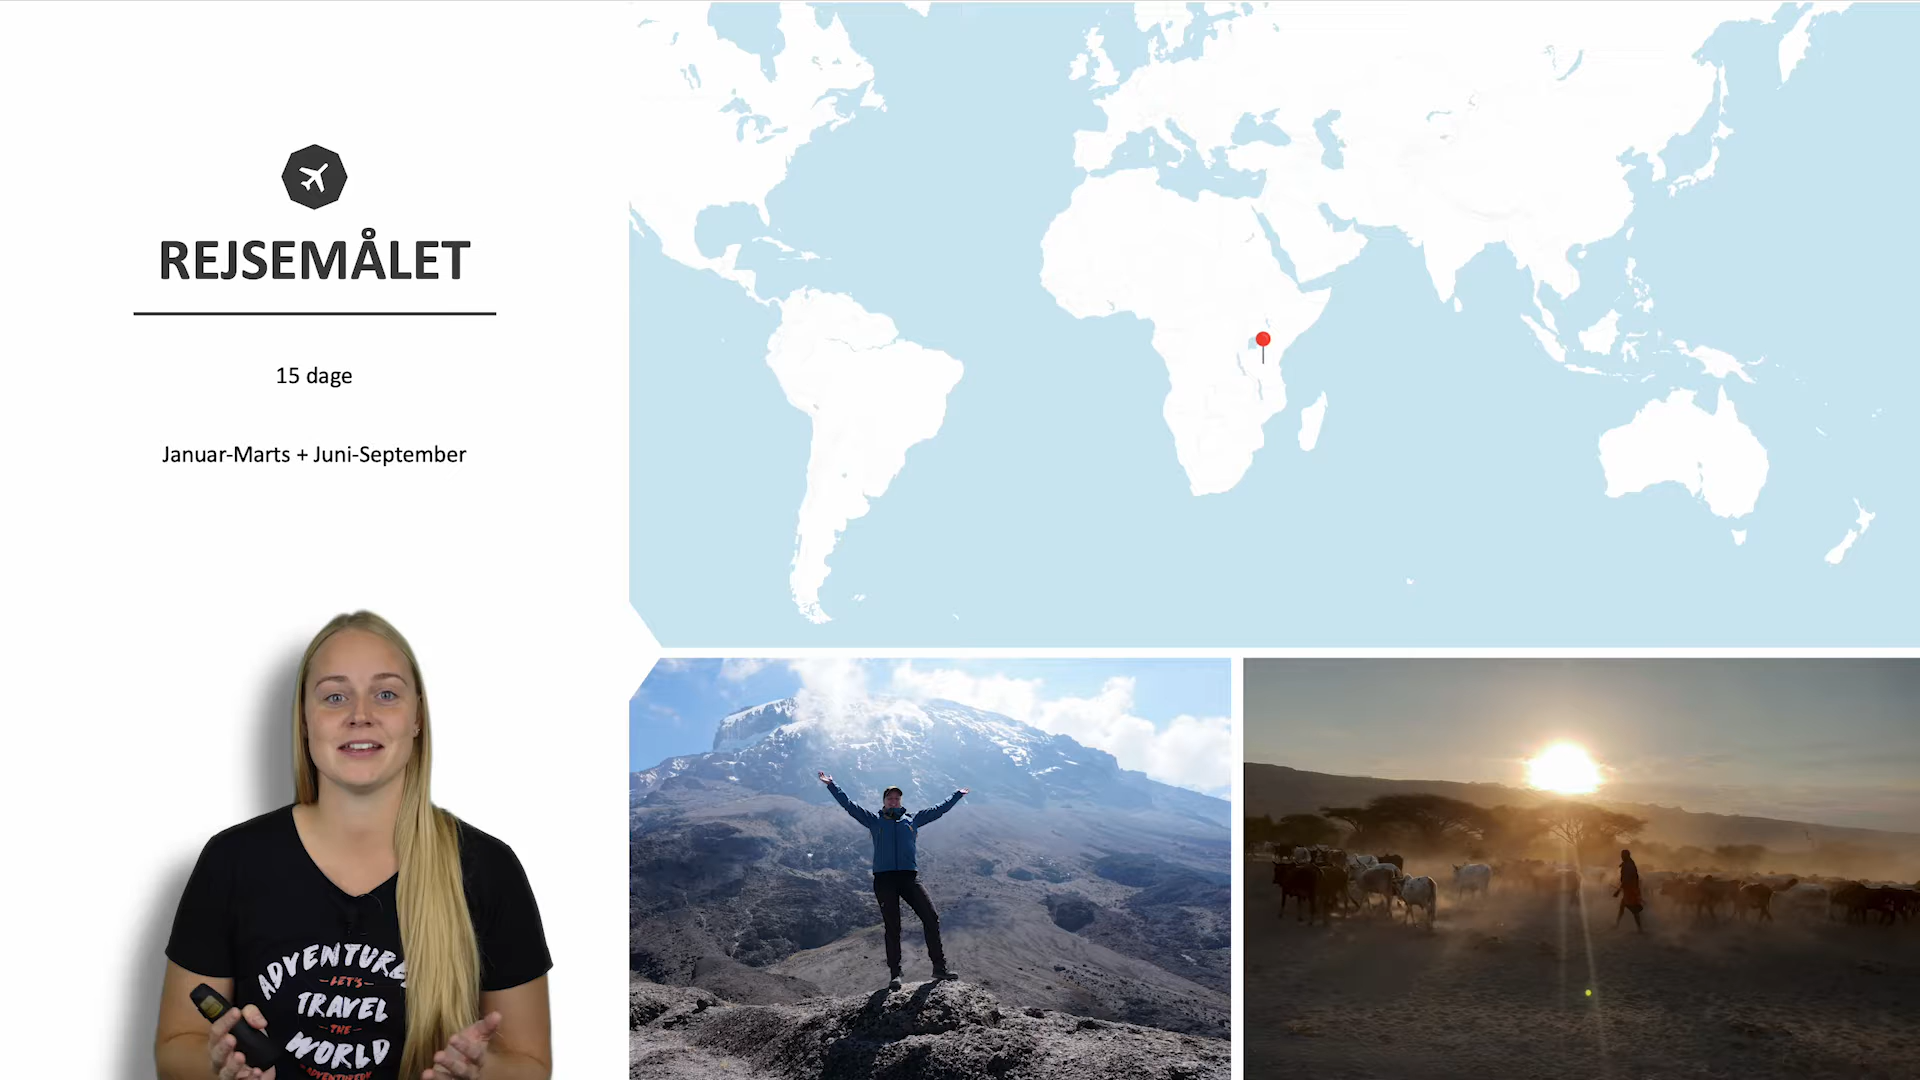 REJSEMÅLET
15 dage
Januar-Marts + Juni-September
ADVENTURE
-LET'S-
TRAVEL
-THE-
WORLD